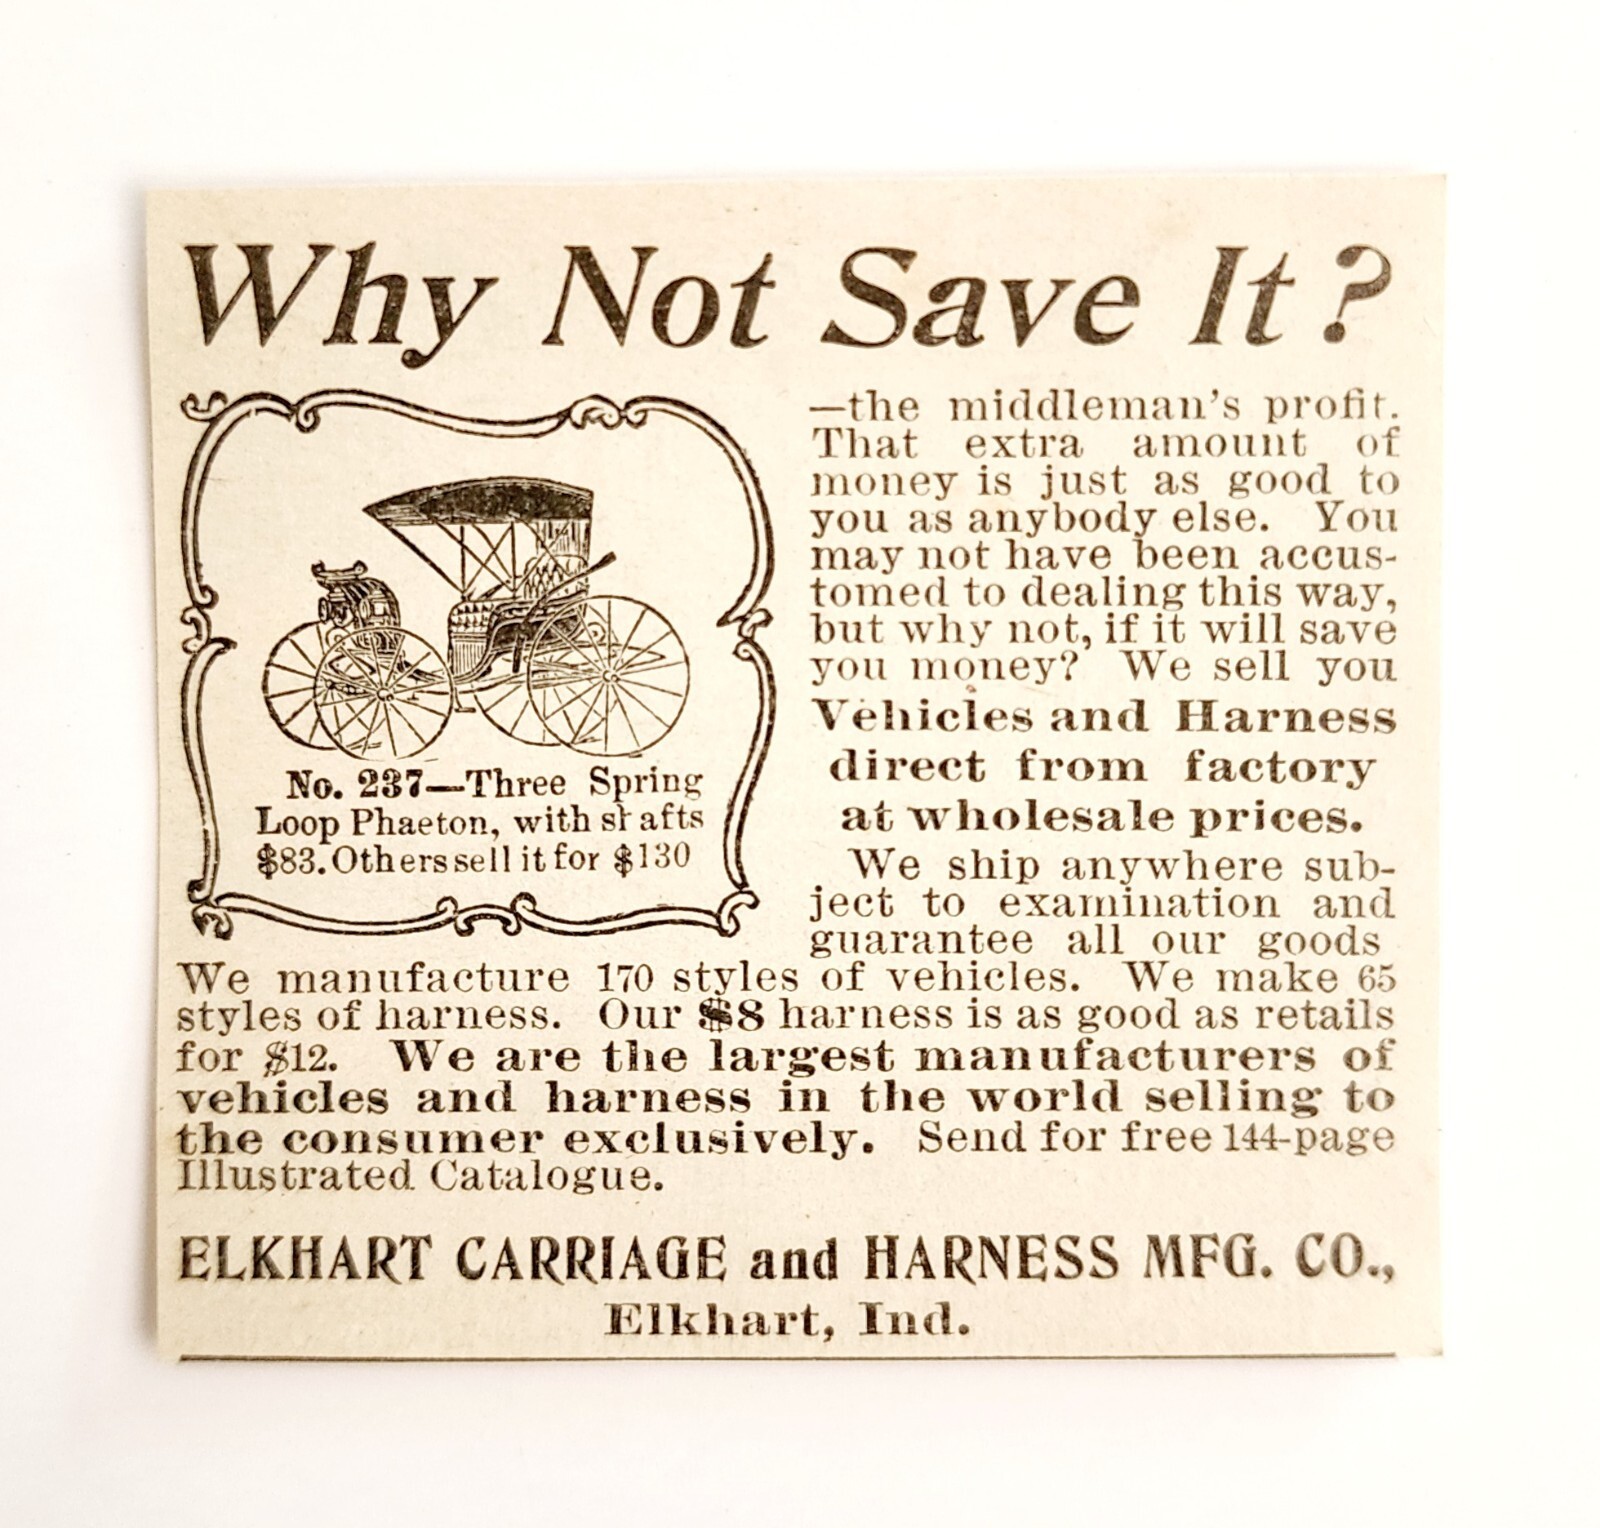 Why Not Save It?
No. 237—Three Spring
Loop Phaeton, with shafts
$83. Others sell it for $130
—the middleman's profit.
That extra amount of
money is just as good to
you as anybody else. You
may not have been accus-
tomed to dealing this way,
but why not, if it will save
you money? We sell you
Vehicles and Harness
direct from factory
at wholesale prices.
We ship anywhere sub-
ject to examination and
guarantee all our goods
We manufacture 170 styles of vehicles. We make 65
styles of harness. Our $8 harness is as good as retails
for $12. We are the largest manufacturers of
vehicles and harness in the world selling to
the consumer exclusively. Send for free 144-page
Illustrated Catalogue.
ELKHART CARRIAGE and HARNESS MFG. CO.,
Elkhart, Ind.